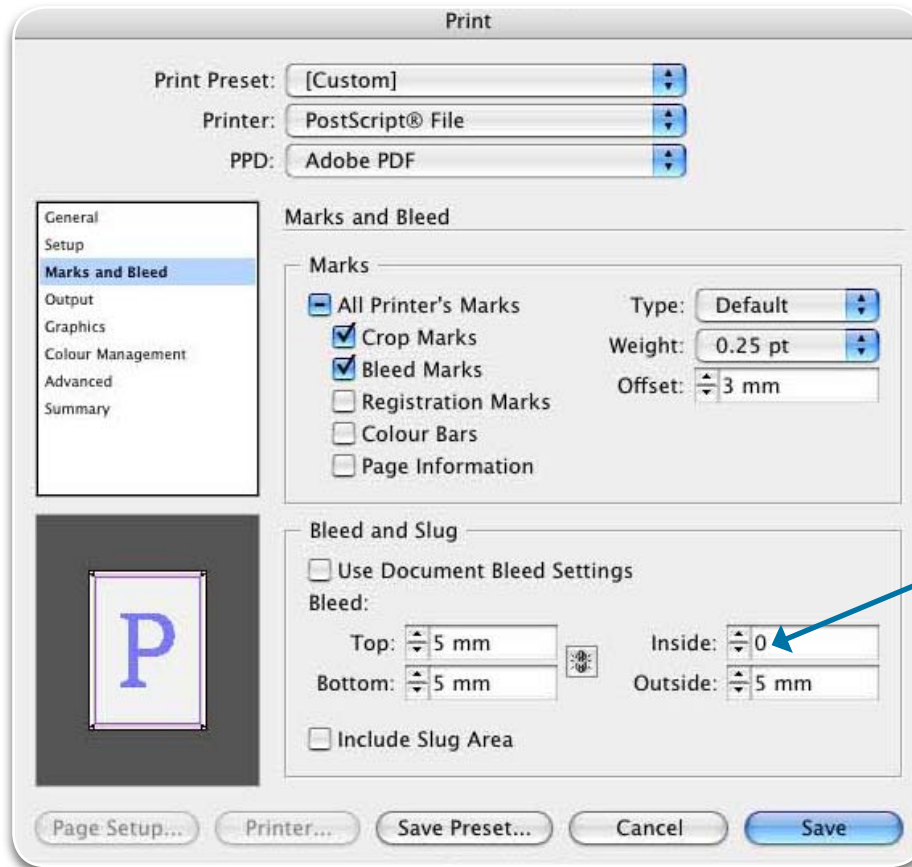 Print
Print Preset: [Custom]
Printer: PostScript® File
PPD: Adobe PDF
General
Setup
Marks and Bleed
Output
Graphics
Colour Management
Advanced
Summary
Marks and Bleed
Marks
All Printer's Marks
Crop Marks
Bleed Marks
Registration Marks
Colour Bars
Page Information
Type: Default
Weight: 0.25 pt
Offset: 3 mm
P
Bleed and Slug
Use Document Bleed Settings
Bleed:
Top: 5 mm
Bottom: 5 mm
Inside: 0
Outside: 5 mm
Include Slug Area
Page Setup... Printer... Save Preset... Cancel Save